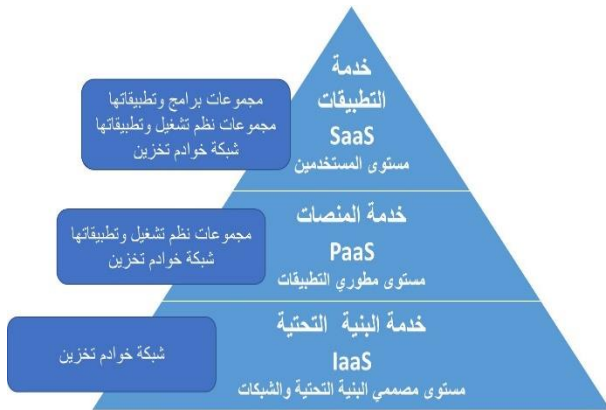 خدمة
التطبيقات
SaaS
مستوى المستخدمين
مجموعات برامج وتطبيقاتها
مجموعات نظم تشغيل وتطبيقاتها
شبكة خوادم تخزين
خدمة المنصات
PaaS
مستوى مطوري التطبيقات
مجموعات نظم تشغيل وتطبيقاتها
شبكة خوادم تخزين
خدمة البنية التحتية
IaaS
مستوى مصممي البنية التحتية والشبكات
شبكة خوادم تخزين